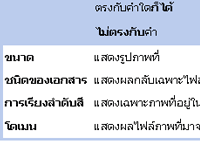 ตรงกับคำใดก็ได้
ไม่ตรงกับคำ
ขนาด แสดงรูปภาพที่
ชนิดของเอกสาร แสดงผลกลับเฉพาะไฟล์
การเรียงลำดับสี แสดงเฉพาะภาพที่อยู่ใน
โดเมน แสดงผลไฟล์ภาพที่มาจ